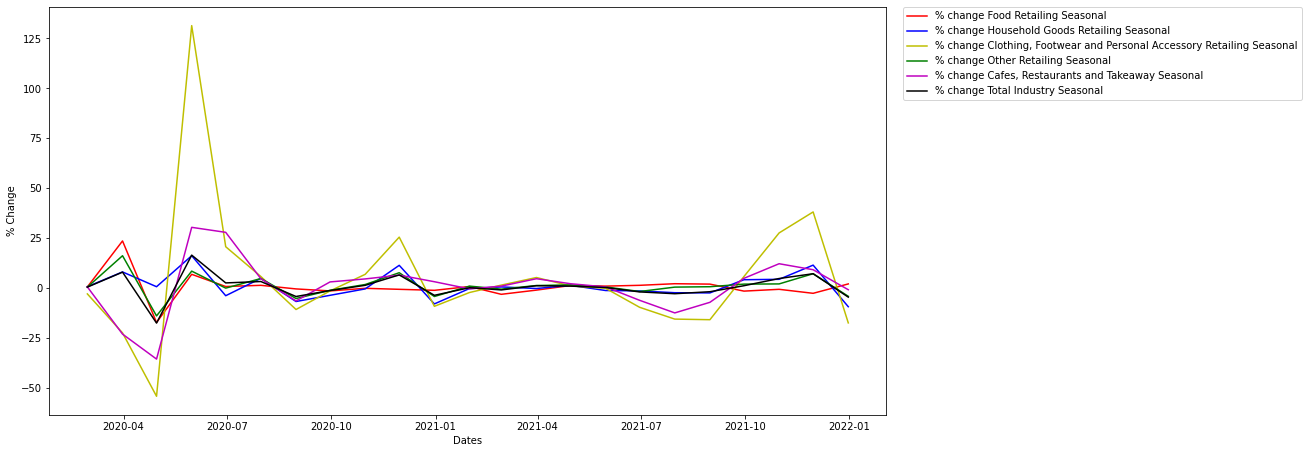 % change Food Retailing Seasonal
% change Household Goods Retailing Seasonal
% change Clothing, Footwear and Personal Accessory Retailing Seasonal
% change Other Retailing Seasonal
% change Cafes, Restaurants and Takeaway Seasonal
% change Total Industry Seasonal
% Change
125
100
75
50
25
0
−25
−50
2020-04 2020-07 2020-10 2021-01 2021-04 2021-07 2021-10 2022-01
Dates